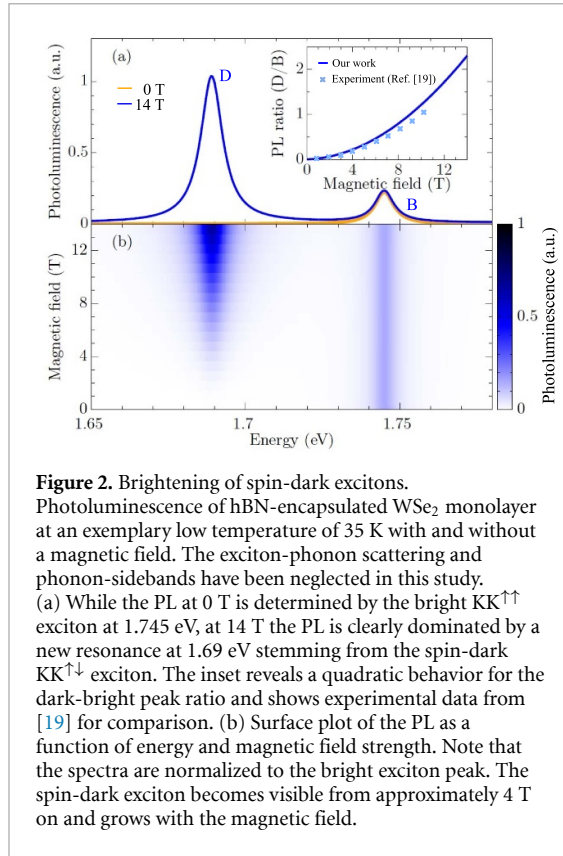 (a)
D
0 T
14 T
B
Photoluminescence (a.u.)
1
0.5
0
Our work
Experiment (Ref. [19])
PL ratio (D/B)
2
1
0
0 4 8 12
Magnetic field (T)
(b)
Magnetic field (T)
12
8
4
0
1.65 1.7 1.75
Energy (eV)
1
0.5
0
Photoluminescence (a.u.)
Figure 2. Brightening of spin-dark excitons.
Photoluminescence of hBN-encapsulated WSe₂ monolayer
at an exemplary low temperature of 35 K with and without
a magnetic field. The exciton-phonon scattering and
phonon-sidebands have been neglected in this study.
(a) While the PL at 0 T is determined by the bright KK↑↑
exciton at 1.745 eV, at 14 T the PL is clearly dominated by a
new resonance at 1.69 eV stemming from the spin-dark
KK↑↓ exciton. The inset reveals a quadratic behavior for the
dark-bright peak ratio and shows experimental data from
[19] for comparison. (b) Surface plot of the PL as a
function of energy and magnetic field strength. Note that
the spectra are normalized to the bright exciton peak. The
spin-dark exciton becomes visible from approximately 4 T
on and grows with the magnetic field.